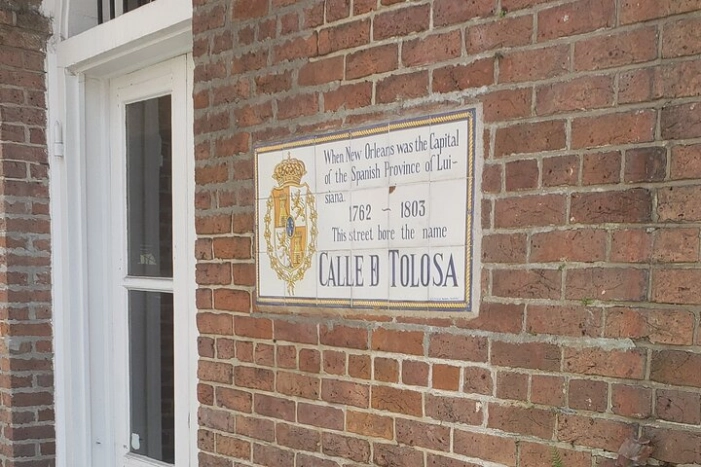 When New Orleans was the Capital
of the Spanish Province of Lui-
siana.
1762 ~ 1803
This street bore the name
CALLE D TOLOSA